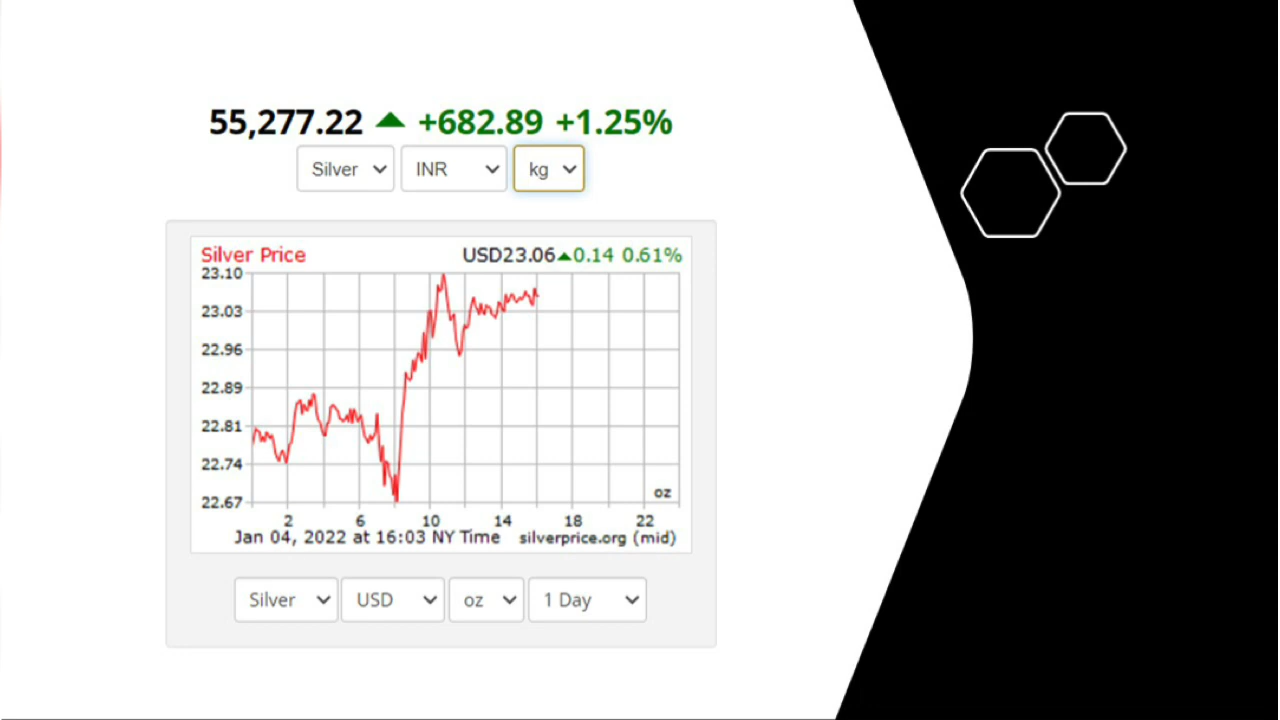 55,277.22 ▲ +682.89 +1.25%
Silver INR kg
Silver Price USD23.06▲0.14 0.61%
23.10
23.03
22.96
22.89
22.81
22.74
22.67
oz
2 6 10 14 18 22
Jan 04, 2022 at 16:03 NY Time silverprice.org (mid)
Silver USD oz 1 Day